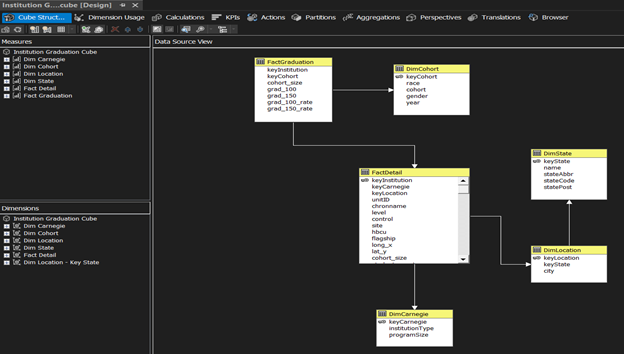 Institution G....cube [Design]
Cube Struct... Dimension Usage Calculations KPIs Actions Partitions Aggregations Perspectives Translations Browser
Measures
Institution Graduation Cube
Dim Carnegie
Dim Cohort
Dim Location
Dim State
Fact Detail
Fact Graduation
Dimensions
Institution Graduation Cube
Dim Carnegie
Dim Cohort
Dim Location
Dim State
Fact Detail
Dim Location - Key State
Data Source View
FactGraduation
keyInstitution
keyCohort
cohort_size
grad_100
grad_150
grad_100_rate
grad_150_rate
DimCohort
keyCohort
race
cohort
gender
year
FactDetail
keyInstitution
keyCarnegie
keyLocation
unitID
chronname
level
control
site
hbcu
flagship
long_x
lat_y
cohort_size
DimState
keyState
name
stateAbbr
stateCode
statePost
DimLocation
keyLocation
keyState
city
DimCarnegie
keyCarnegie
institutionType
programSize